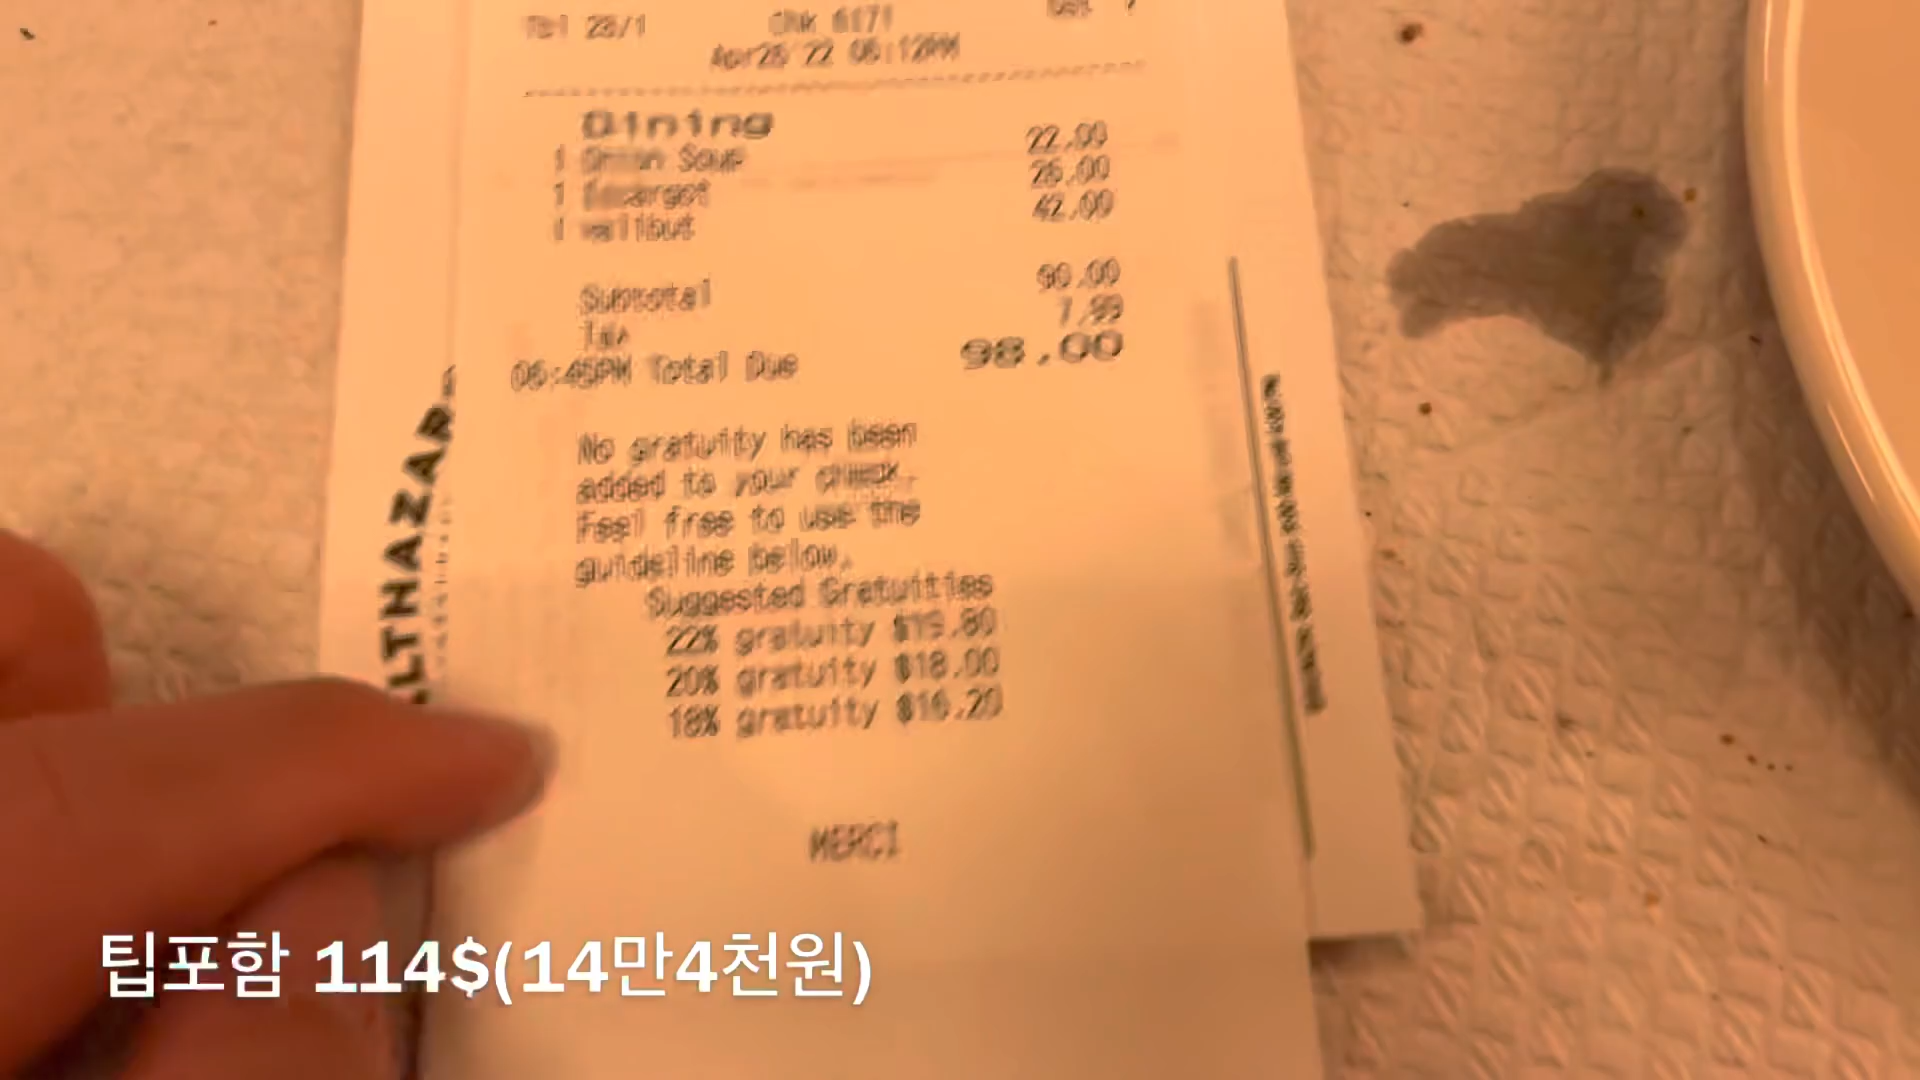 Tbl 28/1 Chk 6171 Gst
Apr26'22 06:12PM
Dining
1 Onion Soup 22.00
1 Escargot 26.00
1 Halibut 42.00
Subtotal 90.00
Tax 7.99
06:45PM Total Due 98.00
No gratuity has been
added to your check.
Feel free to use the
guideline below.
Suggested Gratuities
22% gratuity $19.80
20% gratuity $18.00
18% gratuity $16.20
MERCI
LTHAZAR
팁포함 114$(14만4천원)